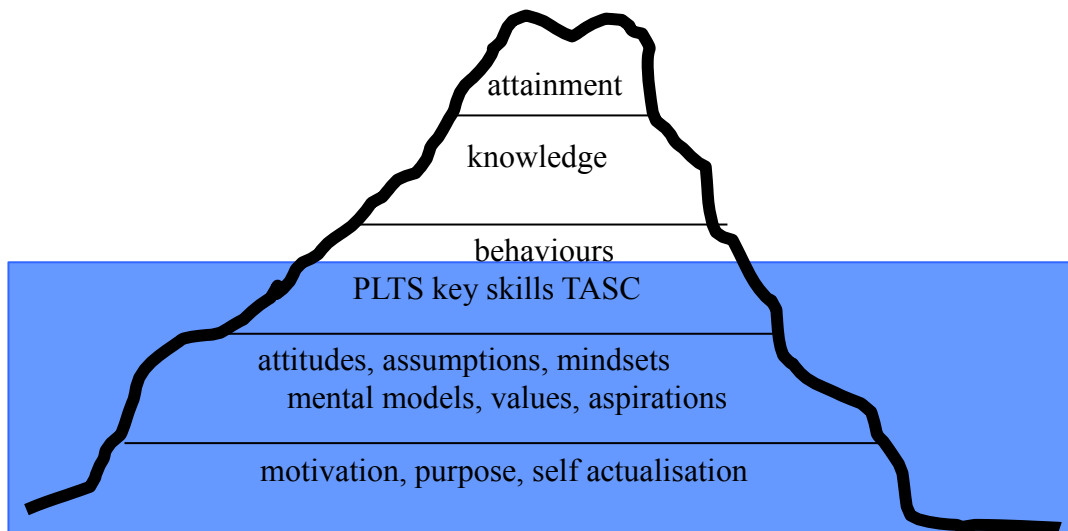 attainment
knowledge
behaviours
PLTS key skills TASC
attitudes, assumptions, mindsets
mental models, values, aspirations
motivation, purpose, self actualisation